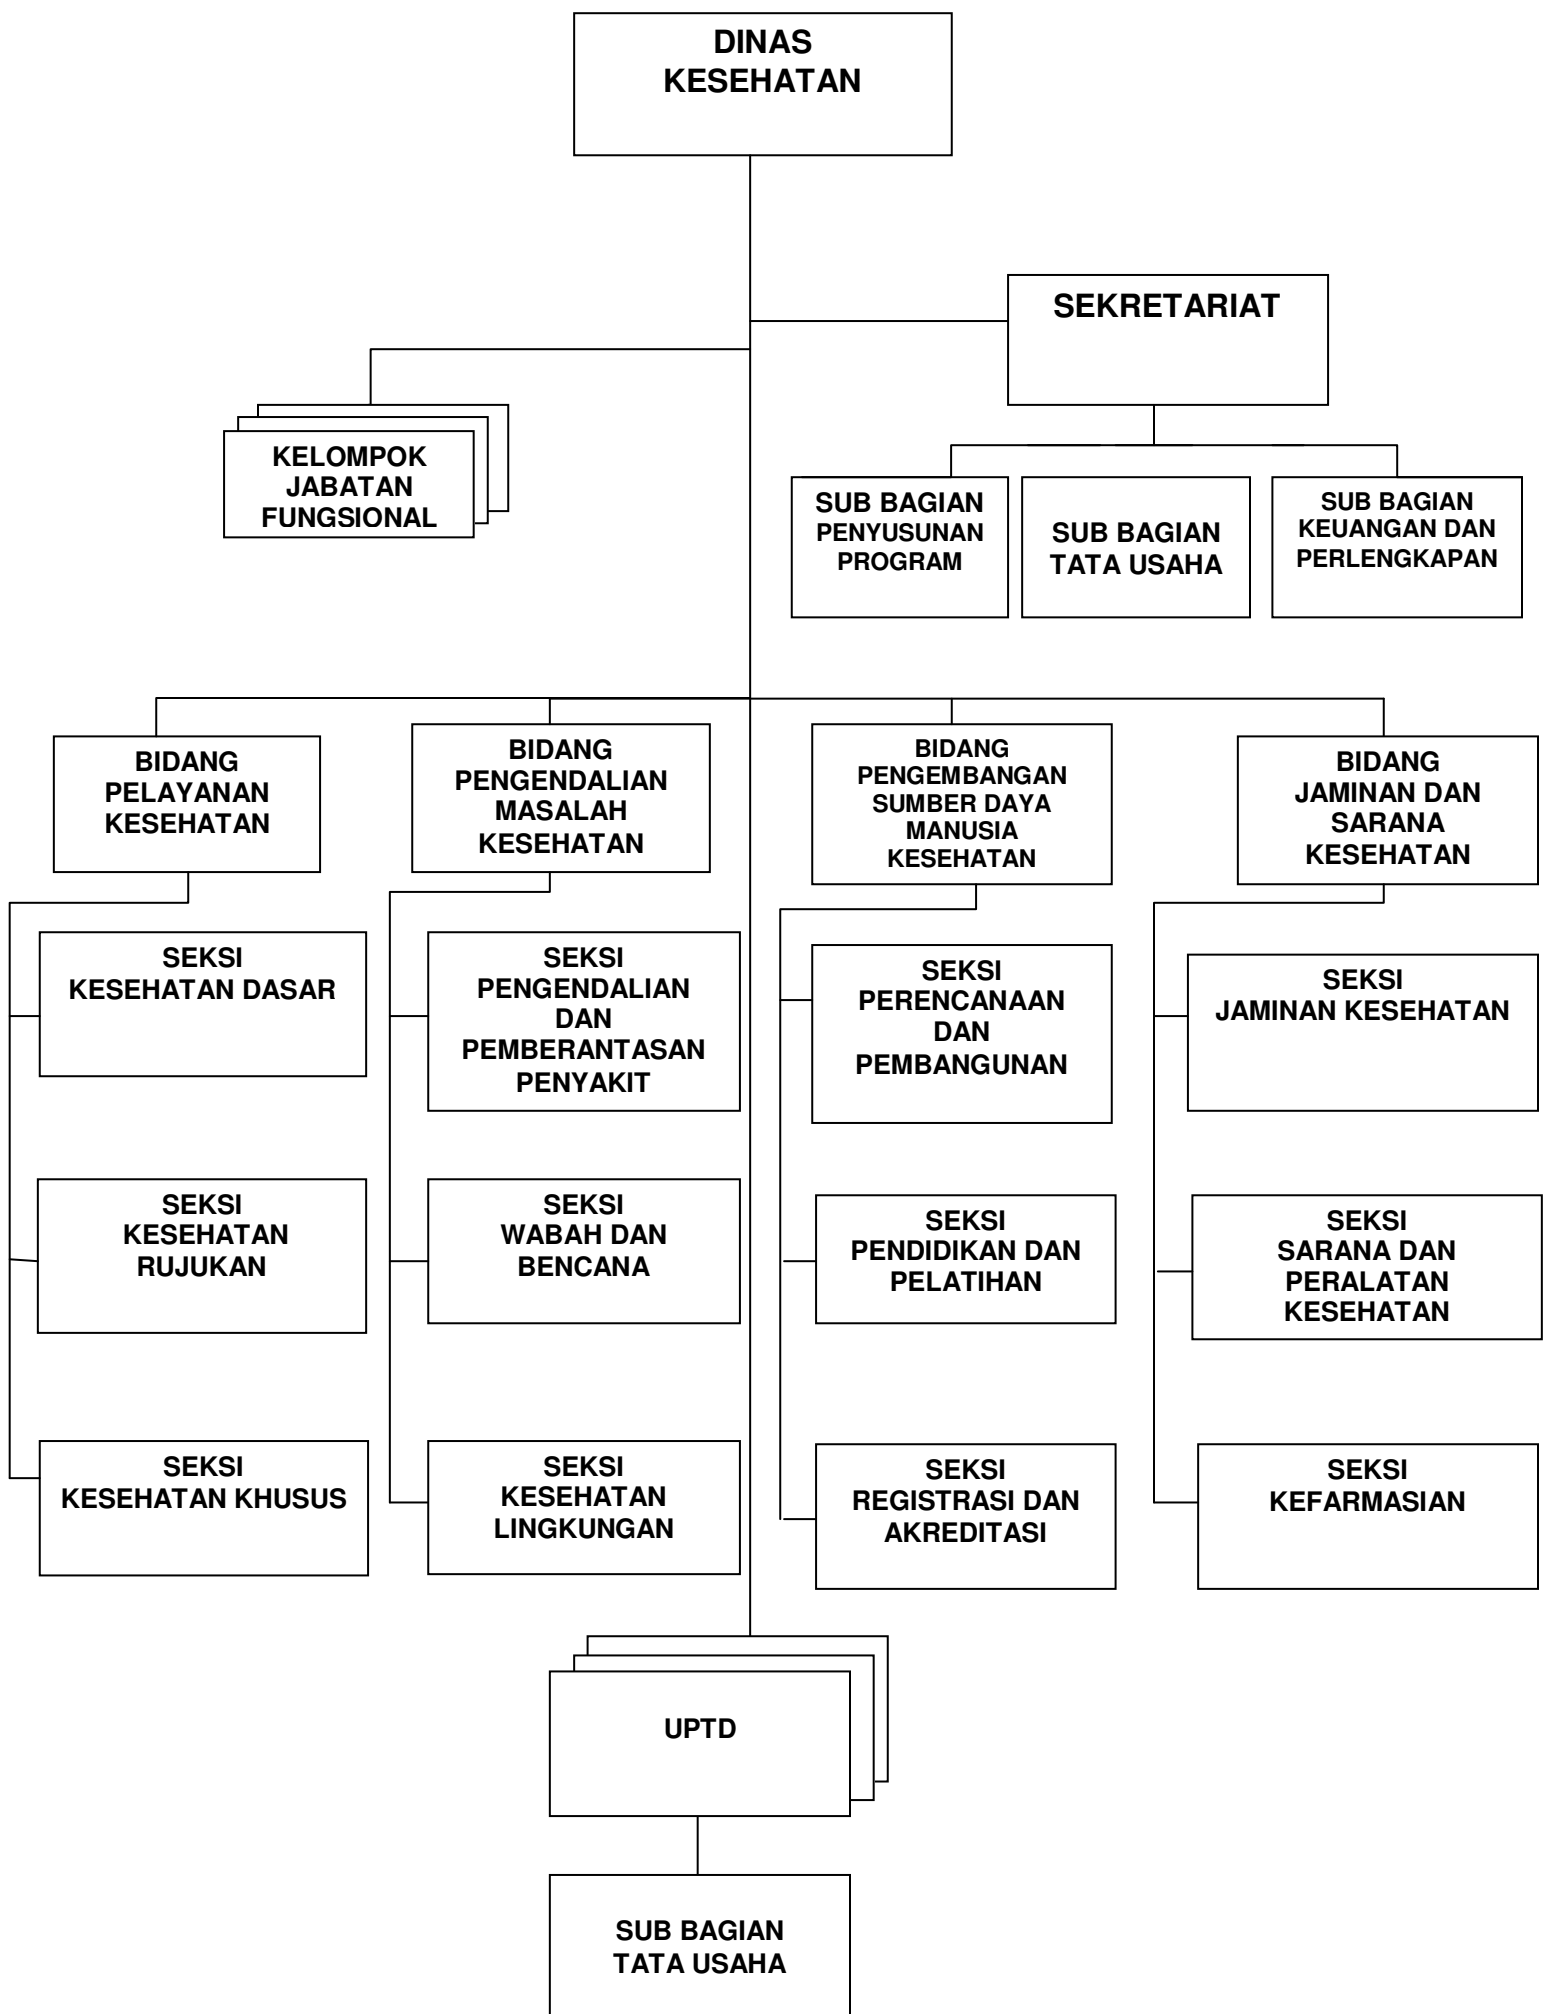 DINAS
KESEHATAN
SEKRETARIAT
KELOMPOK
JABATAN
FUNGSIONAL
SUB BAGIAN
PENYUSUNAN
PROGRAM
SUB BAGIAN
TATA USAHA
SUB BAGIAN
KEUANGAN DAN
PERLENGKAPAN
BIDANG
PELAYANAN
KESEHATAN
BIDANG
PENGENDALIAN
MASALAH
KESEHATAN
BIDANG
PENGEMBANGAN
SUMBER DAYA
MANUSIA
KESEHATAN
BIDANG
JAMINAN DAN
SARANA
KESEHATAN
SEKSI
KESEHATAN DASAR
SEKSI
PENGENDALIAN
DAN
PEMBERANTASAN
PENYAKIT
SEKSI
PERENCANAAN
DAN
PEMBANGUNAN
SEKSI
JAMINAN KESEHATAN
SEKSI
KESEHATAN
RUJUKAN
SEKSI
WABAH DAN
BENCANA
SEKSI
PENDIDIKAN DAN
PELATIHAN
SEKSI
SARANA DAN
PERALATAN
KESEHATAN
SEKSI
KESEHATAN KHUSUS
SEKSI
KESEHATAN
LINGKUNGAN
SEKSI
REGISTRASI DAN
AKREDITASI
SEKSI
KEFARMASIAN
UPTD
SUB BAGIAN
TATA USAHA